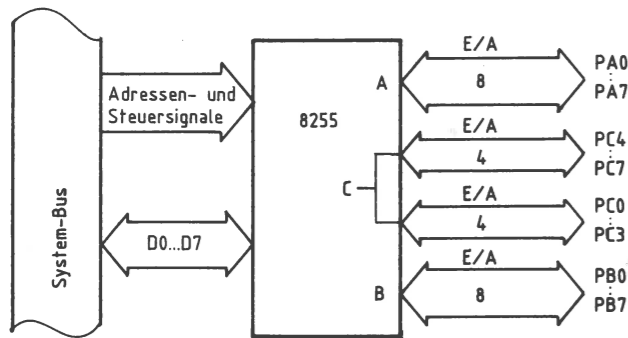 System-Bus
Adressen- und
Steuersignale
D0...D7
8255
A
C
B
E/A
8
PA0
:
PA7
E/A
4
PC4
:
PC7
E/A
4
PC0
:
PC3
E/A
8
PB0
:
PB7